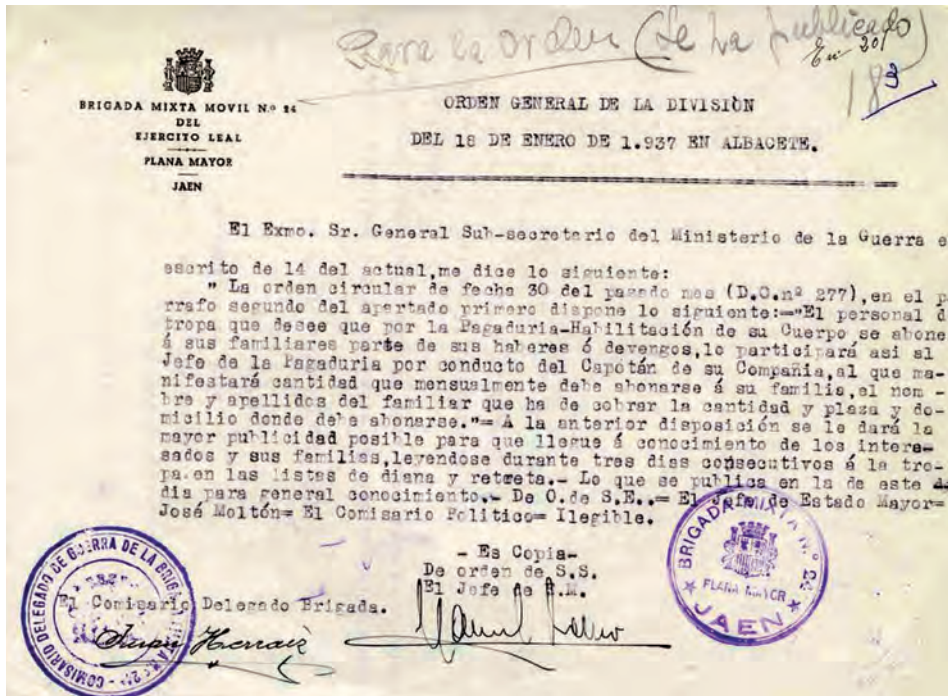 Para la orden (Se ha publicado)
En 20/
183
BRIGADA MIXTA MOVIL N.º 24
DEL
EJERCITO LEAL
PLANA MAYOR
JAEN
ORDEN GENERAL DE LA DIVISIÒN
DEL 18 DE ENERO DE 1.937 EN ALBACETE.
El Exmo. Sr. General Sub-secretario del Ministerio de la Guerra e
escrito de 14 del actual,me dice lo siguiente:
" La orden circular de fecha 30 del pasado mes (D.O.nº 277),en el p
rrafo segundo del apartado primero dispone lo siguiente:="El personal d
tropa que desee que por la Pagaduria-Habilitación de su Cuerpo se abone
á sus familiares parte de sus haberes ó devengos,lo participará asi al
Jefe de la Pagaduria por conducto del Capotán de su Compañia,al que ma-
nifestará cantidad que mensualmente debe abonarse á su familia,el nom -
bre y apellidos del familiar que ha de cobrar la cantidad y plaza y do-
micilio donde debe abonarse."= A la anterior disposición se le dará la
mayor publicidad posible para que llegue á conocimiento de los intere-
sados y sus familias,leyendose durante tres dias consecutivos á la tro-
pa.en las listas de diana y retreta.- Lo que se publica en la de este
dia para general conocimiento.- De O.de S.E..= El Jefe de Estado Mayor=
José Moltón= El Comisario Politico= Ilegible.
- Es Copia-
De orden de S.S.
El Jefe de E.M.
El Comisario Delegado Brigada.
BRIGADA MIXTA N.º 24
PLANA MAYOR
JAEN
COMISARIO DELEGADO DE GUERRA DE LA BRIGADA
Herraiz